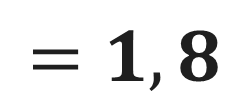 = 1,8